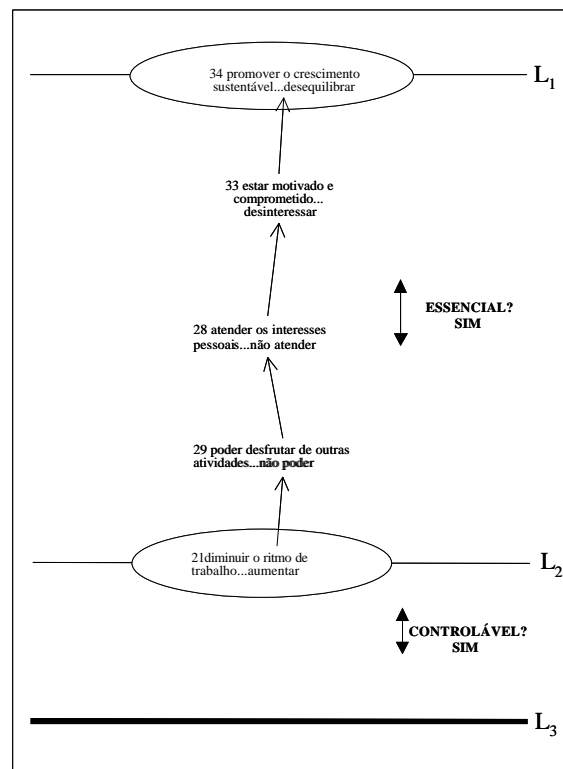 34 promover o crescimento
sustentável...desequilibrar
L1
33 estar motivado e
comprometido...
desinteressar
ESSENCIAL?
SIM
28 atender os interesses
pessoais...não atender
29 poder desfrutar de outras
atividades...não poder
21diminuir o ritmo de
trabalho...aumentar
L2
CONTROLÁVEL?
SIM
L3